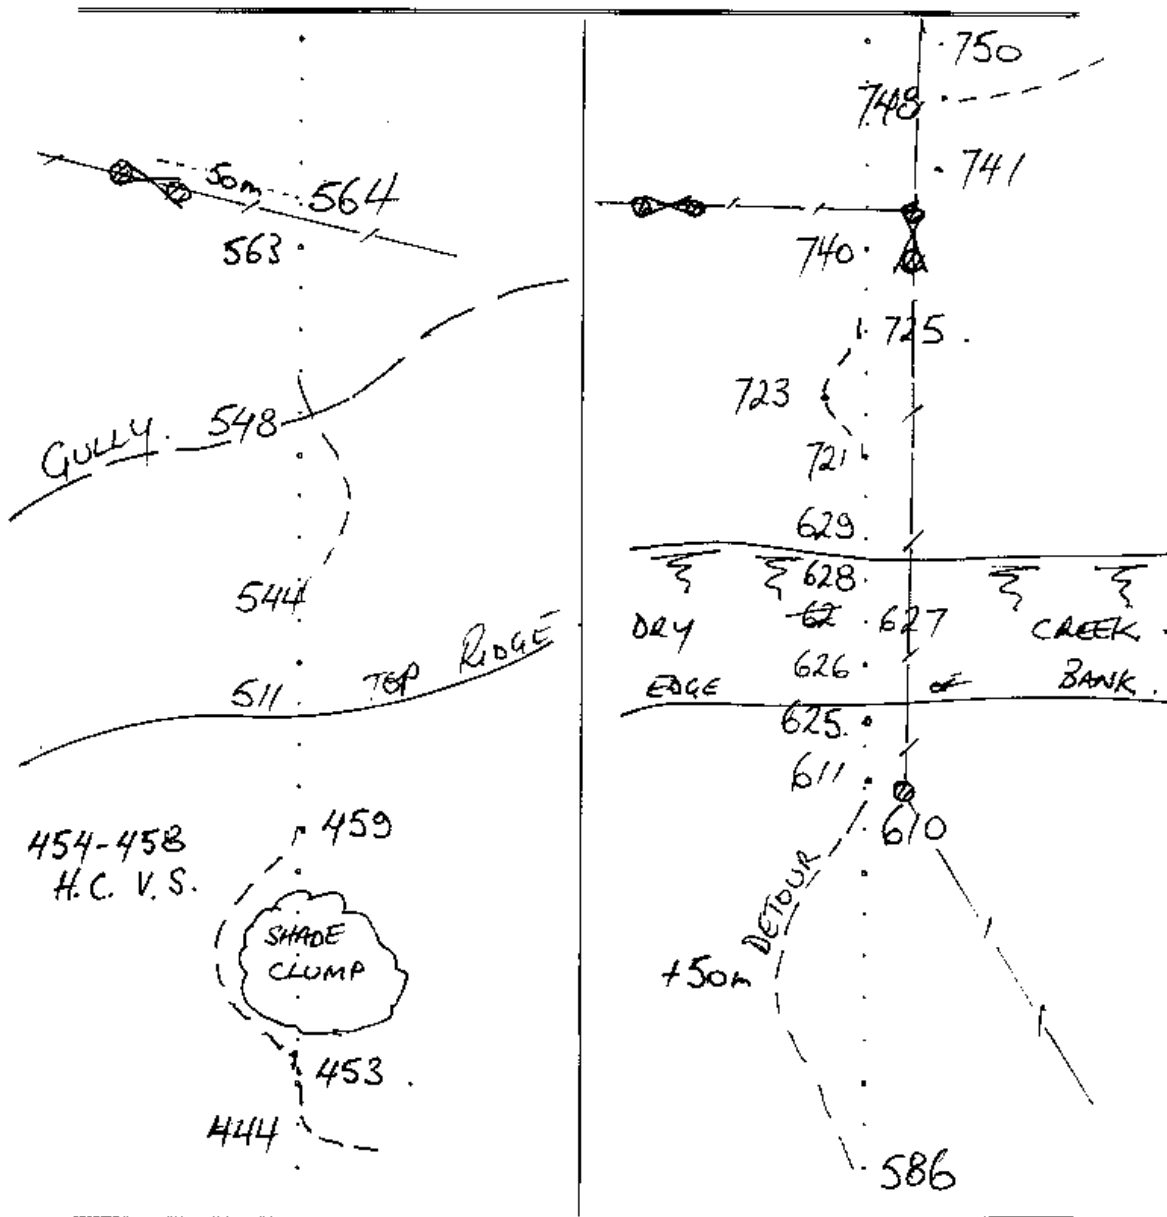 50m 564
563
548
GULLY.
544
TOP RIDGE
511
459
454-458
H.C. V.S.
SHADE
CLUMP
453.
444
750
748
741
740
725.
723
721
629
628
62 627
DRY CREEK.
626
EDGE OF BANK.
625.
611
610
DETOUR
+50m
586